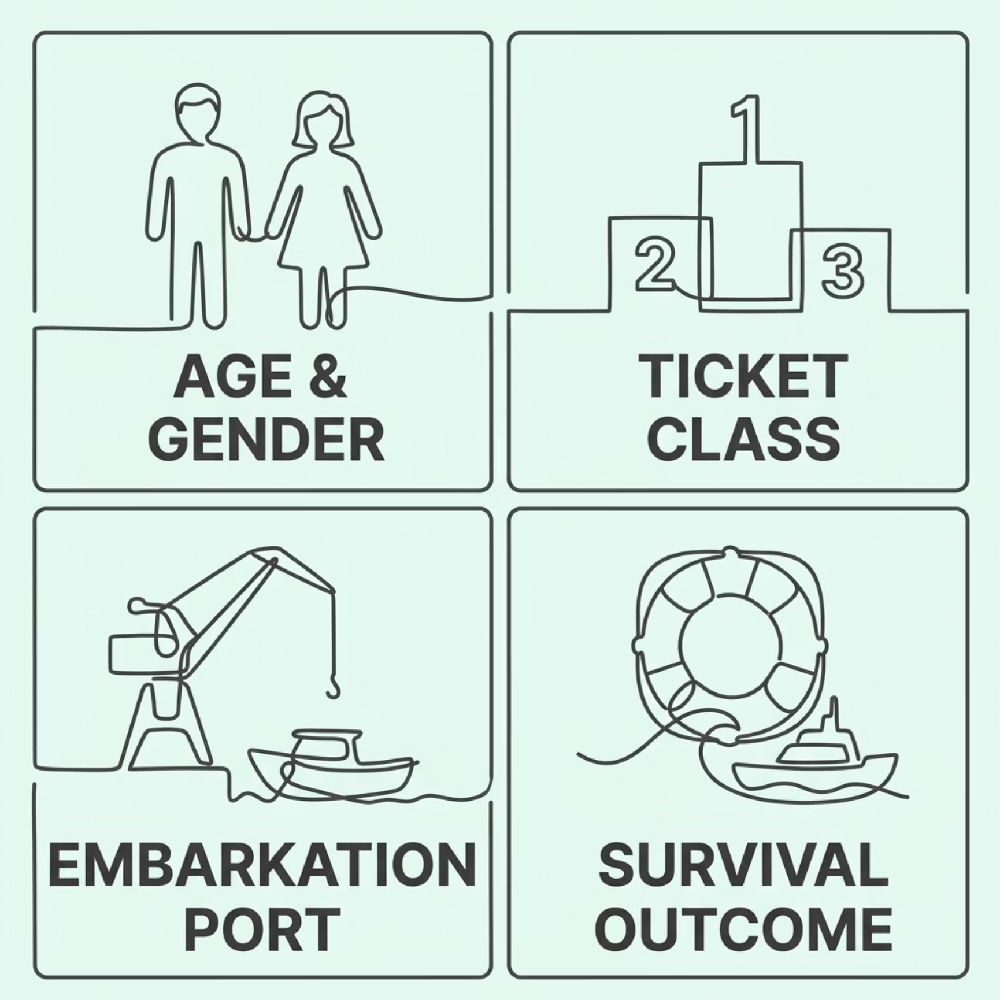 AGE &
GENDER
1
2
3
TICKET
CLASS
EMBARKATION
PORT
SURVIVAL
OUTCOME